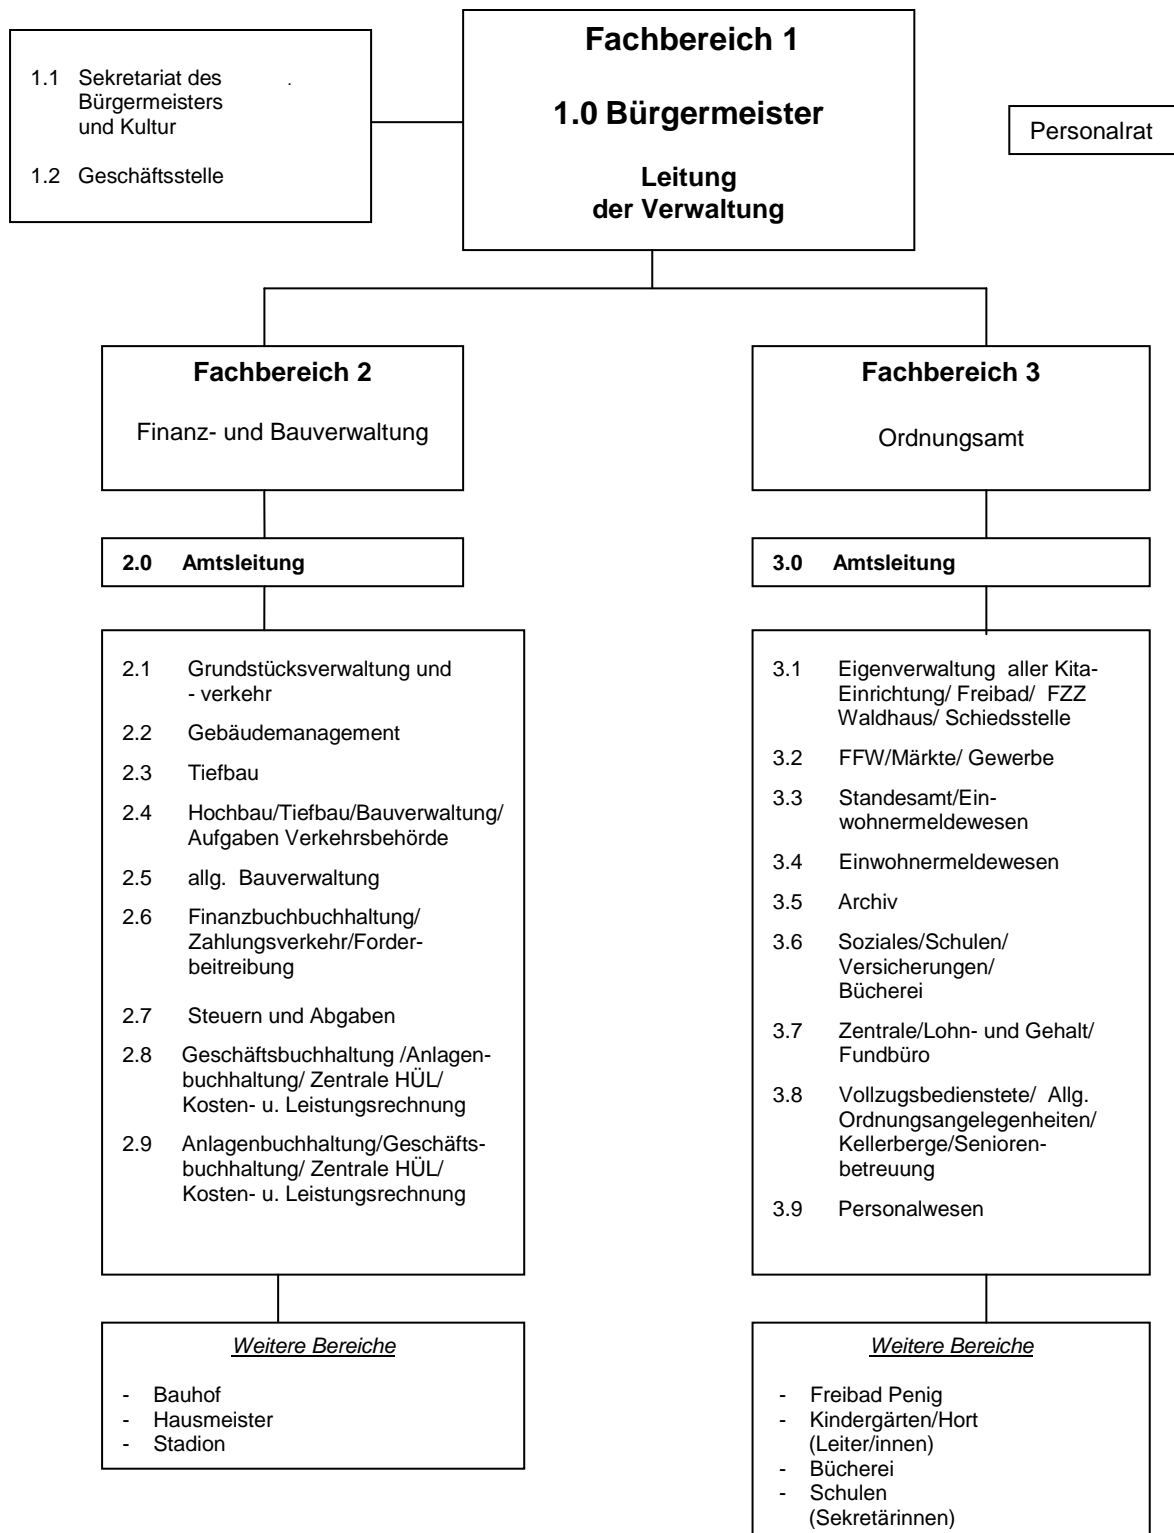 Fachbereich 1
1.0 Bürgermeister
Leitung
der Verwaltung
1.1 Sekretariat des .
Bürgermeisters
und Kultur
1.2 Geschäftsstelle
Personalrat
Fachbereich 2
Finanz- und Bauverwaltung
2.0 Amtsleitung
2.1 Grundstücksverwaltung und
- verkehr
2.2 Gebäudemanagement
2.3 Tiefbau
2.4 Hochbau/Tiefbau/Bauverwaltung/
Aufgaben Verkehrsbehörde
2.5 allg. Bauverwaltung
2.6 Finanzbuchbuchhaltung/
Zahlungsverkehr/Forder-
beitreibung
2.7 Steuern und Abgaben
2.8 Geschäftsbuchhaltung /Anlagen-
buchhaltung/ Zentrale HÜL/
Kosten- u. Leistungsrechnung
2.9 Anlagenbuchhaltung/Geschäfts-
buchhaltung/ Zentrale HÜL/
Kosten- u. Leistungsrechnung
Weitere Bereiche
- Bauhof
- Hausmeister
- Stadion
Fachbereich 3
Ordnungsamt
3.0 Amtsleitung
3.1 Eigenverwaltung aller Kita-
Einrichtung/ Freibad/ FZZ
Waldhaus/ Schiedsstelle
3.2 FFW/Märkte/ Gewerbe
3.3 Standesamt/Ein-
wohnermeldewesen
3.4 Einwohnermeldewesen
3.5 Archiv
3.6 Soziales/Schulen/
Versicherungen/
Bücherei
3.7 Zentrale/Lohn- und Gehalt/
Fundbüro
3.8 Vollzugsbedienstete/ Allg.
Ordnungsangelegenheiten/
Kellerberge/Senioren-
betreuung
3.9 Personalwesen
Weitere Bereiche
- Freibad Penig
- Kindergärten/Hort
(Leiter/innen)
- Bücherei
- Schulen
(Sekretärinnen)